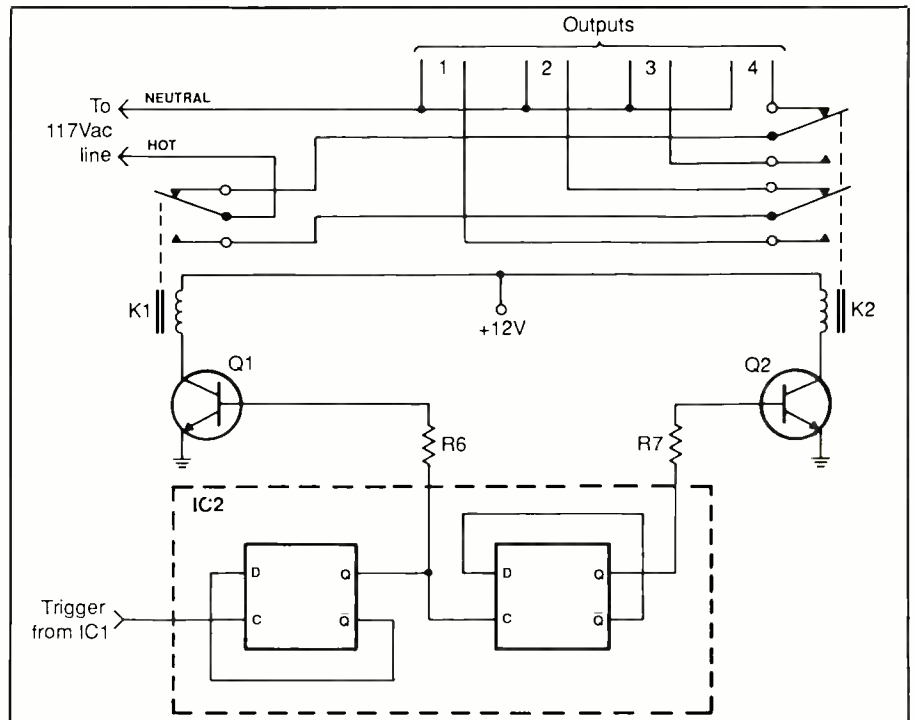 Outputs
1 2 3 4
To
117Vac
line
NEUTRAL
HOT
K1
+12V
K2
Q1
Q2
R6
R7
IC2
D
Q
C
Q̅
D
Q
C
Q̅
Trigger
from IC1